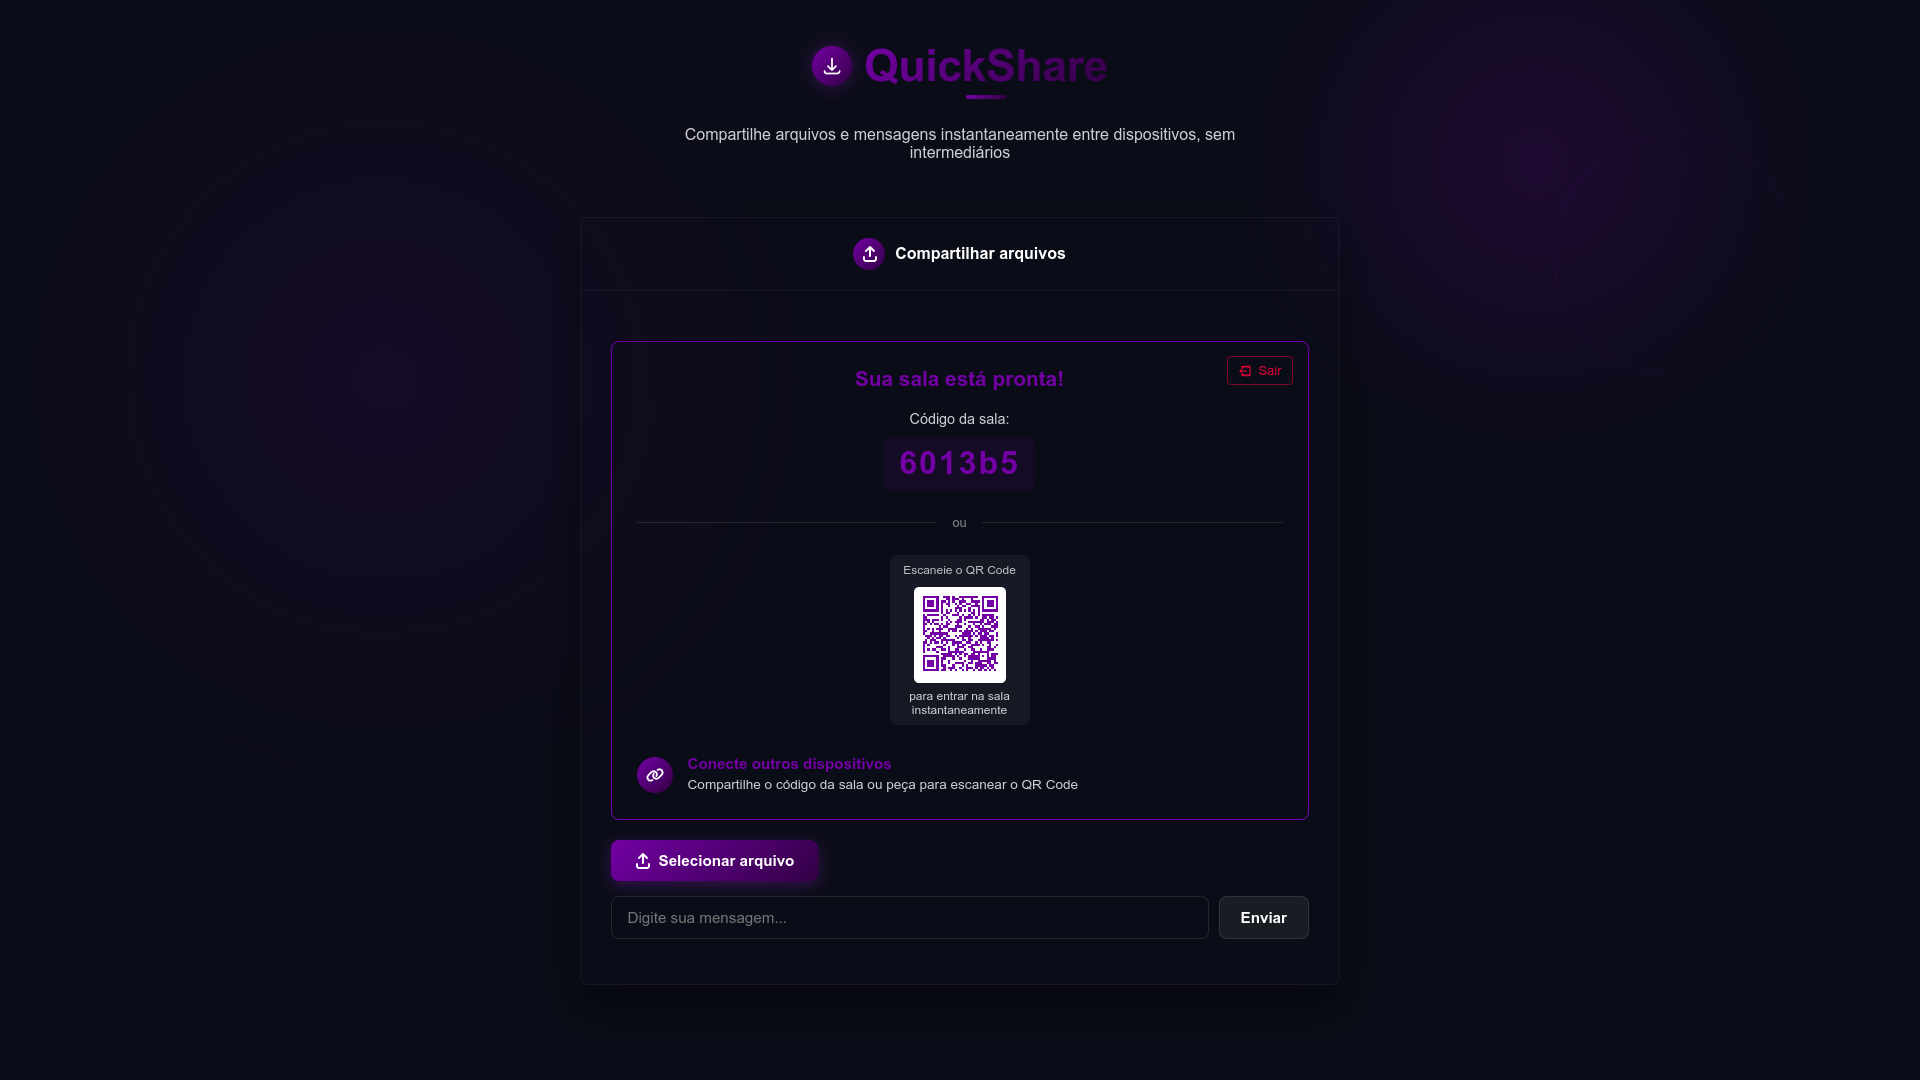 QuickShare
Compartilhe arquivos e mensagens instantaneamente entre dispositivos, sem
intermediários
Compartilhar arquivos
Sair
Sua sala está pronta!
Código da sala:
6013b5
ou
Escaneie o QR Code
para entrar na sala
instantaneamente
Conecte outros dispositivos
Compartilhe o código da sala ou peça para escanear o QR Code
Selecionar arquivo
Digite sua mensagem...
Enviar